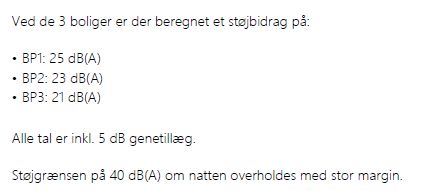 Ved de 3 boliger er der beregnet et støjbidrag på:
• BP1: 25 dB(A)
• BP2: 23 dB(A)
• BP3: 21 dB(A)
Alle tal er inkl. 5 dB genetillæg.
Støjgrænsen på 40 dB(A) om natten overholdes med stor margin.